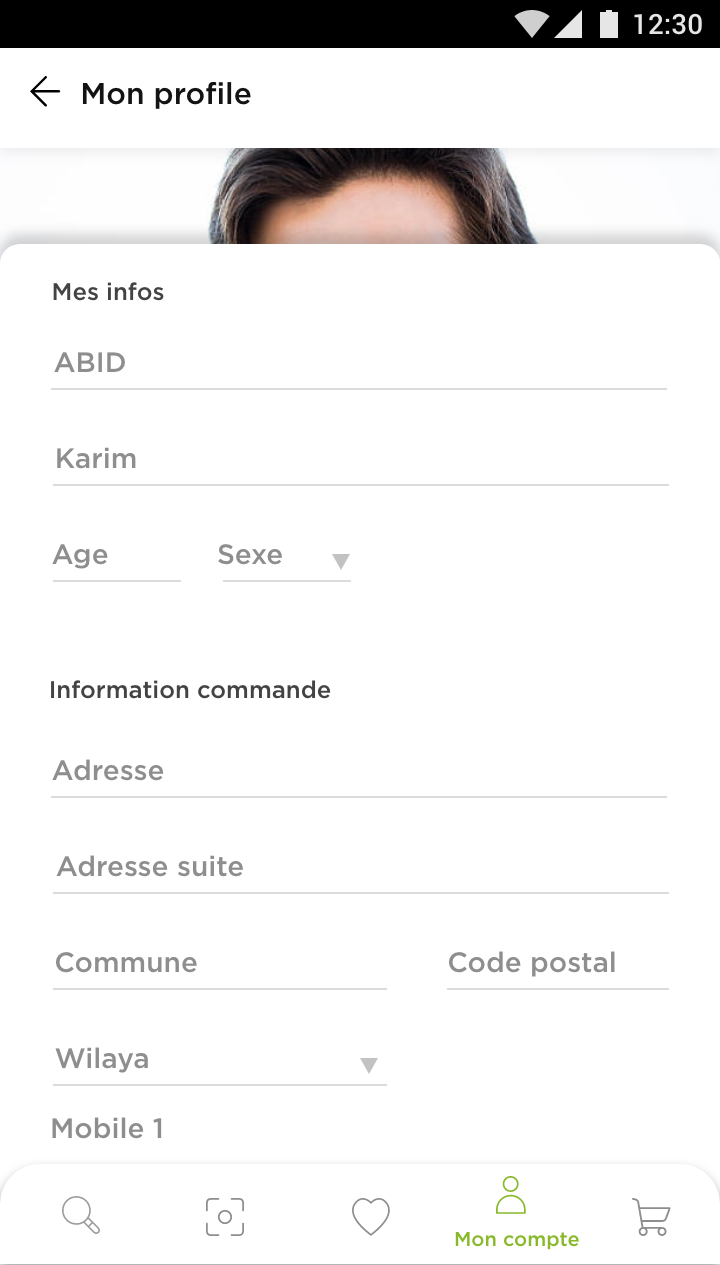 12:30
Mon profile
Mes infos
ABID
Karim
Age Sexe
Information commande
Adresse
Adresse suite
Commune Code postal
Wilaya
Mobile 1
Mon compte